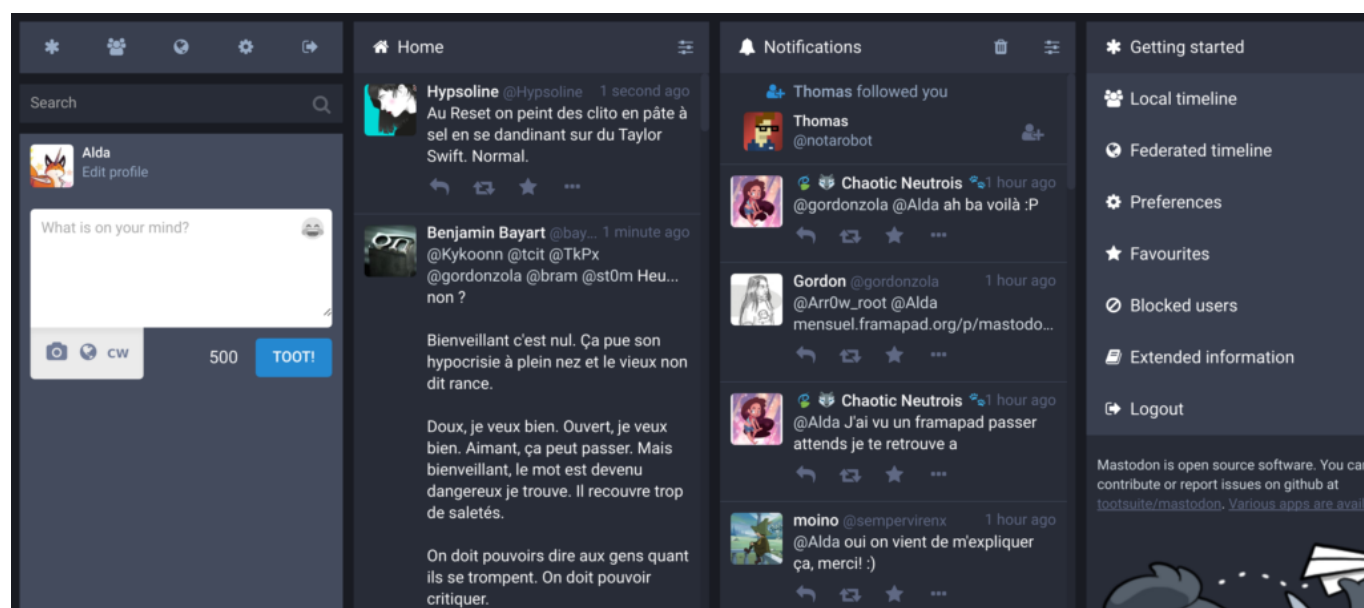 Search
Alda
Edit profile
What is on your mind?
CW
500
TOOT!
Home
Hypsoline @Hypsoline 1 second ago
Au Reset on peint des clito en pâte à
sel en se dandinant sur du Taylor
Swift. Normal.
Benjamin Bayart @bay... 1 minute ago
@Kykoonn @tcit @TkPx
@gordonzola @bram @st0m Heu...
non ?
Bienveillant c'est nul. Ça pue son
hypocrisie à plein nez et le vieux non
dit rance.
Doux, je veux bien. Ouvert, je veux
bien. Aimant, ça peut passer. Mais
bienveillant, le mot est devenu
dangereux je trouve. Il recouvre trop
de saletés.
On doit pouvoirs dire aux gens quant
ils se trompent. On doit pouvoir
critiquer.
Notifications
Thomas followed you
Thomas
@notarobot
Chaotic Neutrois 1 hour ago
@gordonzola @Alda ah ba voilà :P
Gordon @gordonzola 1 hour ago
@Arr0w_root @Alda
mensuel.framapad.org/p/mastodo...
Chaotic Neutrois 1 hour ago
@Alda J'ai vu un framapad passer
attends je te retrouve a
moino @sempervirenx 1 hour ago
@Alda oui on vient de m'expliquer
ça, merci! :)
Getting started
Local timeline
Federated timeline
Preferences
Favourites
Blocked users
Extended information
Logout
Mastodon is open source software. You can
contribute or report issues on github at
tootsuite/mastodon. Various apps are avail